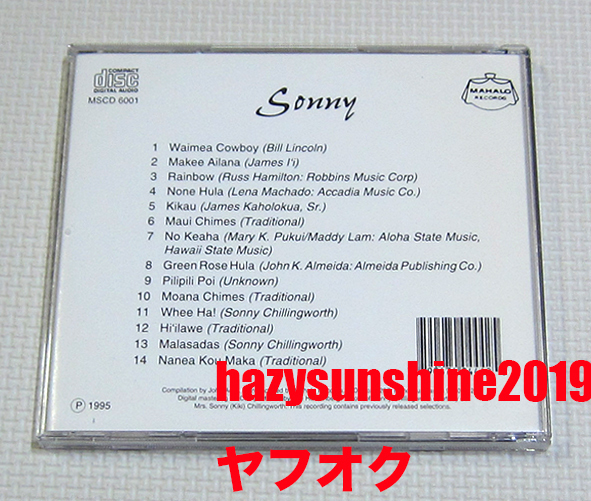 COMPACT
disc
DIGITAL AUDIO
MSCD 6001
Sonny
MAHALO
RECORDS
1 Waimea Cowboy (Bill Lincoln)
2 Makee Ailana (James I'i)
3 Rainbow (Russ Hamilton: Robbins Music Corp)
4 None Hula (Lena Machado: Accadia Music Co.)
5 Kikau (James Kaholokua, Sr.)
6 Maui Chimes (Traditional)
7 No Keaha (Mary K. Pukui/Maddy Lam: Aloha State Music,
Hawaii State Music)
8 Green Rose Hula (John K. Almeida: Almeida Publishing Co.)
9 Pilipili Poi (Unknown)
10 Moana Chimes (Traditional)
11 Whee Ha! (Sonny Chillingworth)
12 Hi'ilawe (Traditional)
13 Malasadas (Sonny Chillingworth)
14 Nanea Kou Maka (Traditional)
hazysunshine2019
Compilation by
Ⓟ 1995
Digital
Mrs. Sonny (Kiki) Chillingworth. This recording contains previously released selections.
ヤフオク